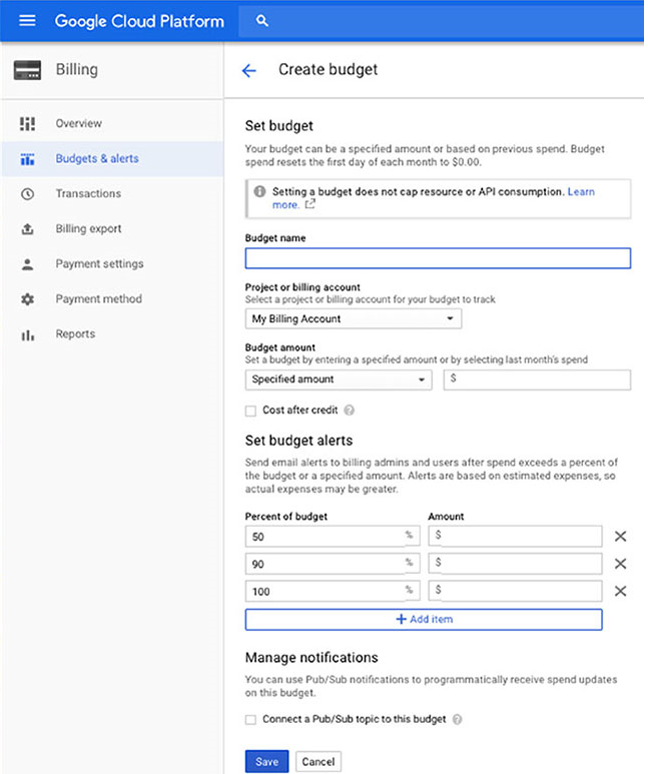 Google Cloud Platform
Billing
Create budget
Overview
Budgets & alerts
Transactions
Billing export
Payment settings
Payment method
Reports
Set budget
Your budget can be a specified amount or based on previous spend. Budget
spend resets the first day of each month to $0.00.
Setting a budget does not cap resource or API consumption. Learn
more.
Budget name
Project or billing account
Select a project or billing account for your budget to track
My Billing Account
Budget amount
Set a budget by entering a specified amount or by selecting last month's spend
Specified amount $
Cost after credit ?
Set budget alerts
Send email alerts to billing admins and users after spend exceeds a percent of
the budget or a specified amount. Alerts are based on estimated expenses, so
actual expenses may be greater.
Percent of budget Amount
50 % $
90 % $
100 % $
+ Add item
Manage notifications
You can use Pub/Sub notifications to programmatically receive spend updates
on this budget.
Connect a Pub/Sub topic to this budget ?
Save Cancel